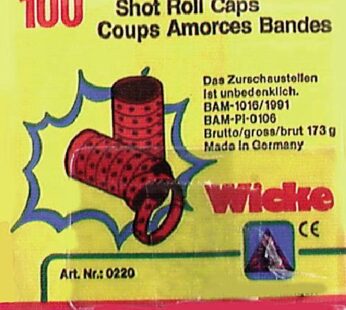 100 Shot Roll Caps
Coups Amorces Bandes
Das Zurschaustellen
ist unbedenklich.
BAM-1016/1991
BAM-PI-0106
Brutto/gross/brut 173 g
Made in Germany
Wicke
CE
Art. Nr.: 0220